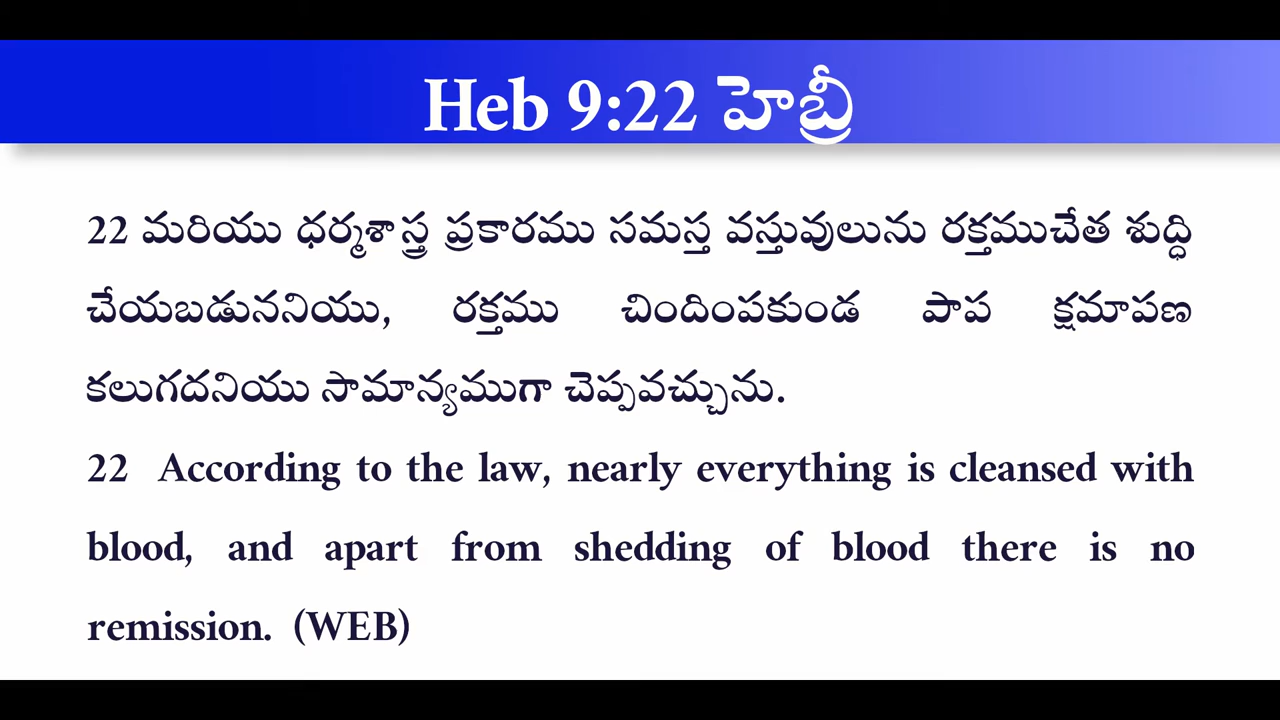 Heb 9:22 హెబ్రీ
22 మరియు ధర్మశాస్త్ర ప్రకారము సమస్త వస్తువులును రక్తముచేత శుద్ధి
చేయబడుననియు, రక్తము చిందింపకుండ పాప క్షమాపణ
కలుగదనియు సామాన్యముగా చెప్పవచ్చును.
22 According to the law, nearly everything is cleansed with
blood, and apart from shedding of blood there is no
remission. (WEB)